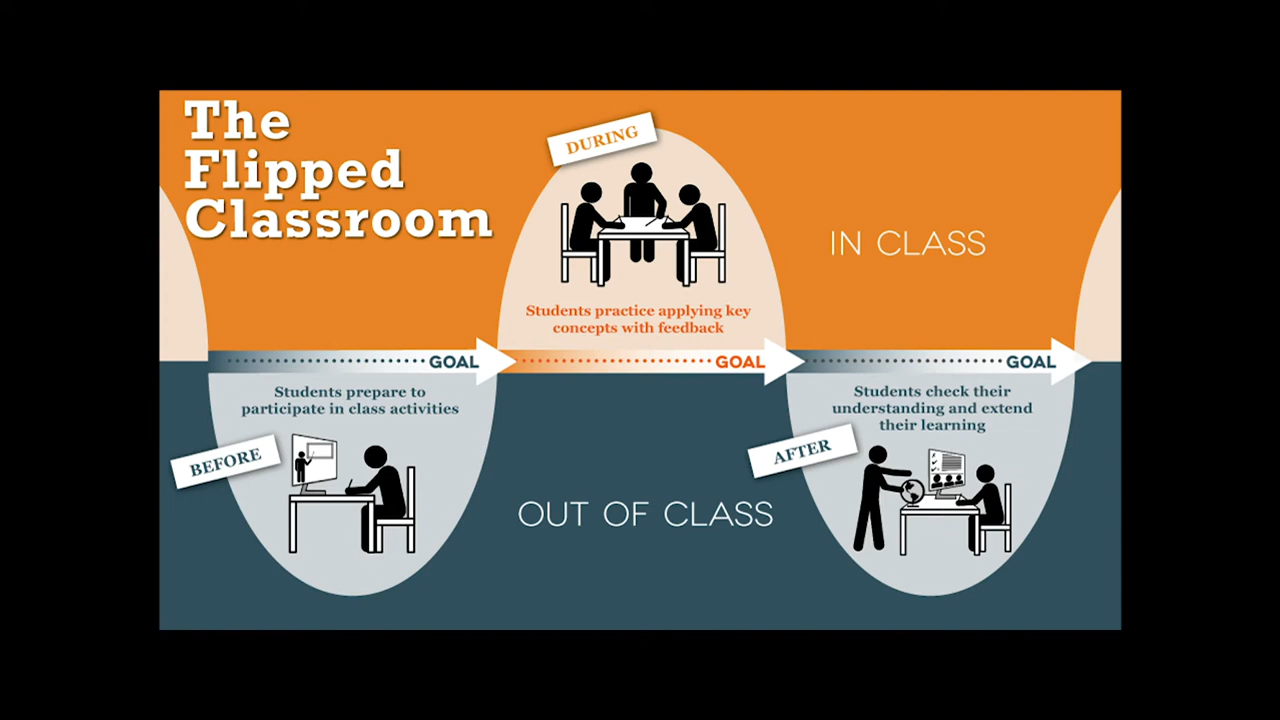 The
Flipped
Classroom
DURING
IN CLASS
Students practice applying key
concepts with feedback
GOAL
GOAL
GOAL
Students prepare to
participate in class activities
BEFORE
OUT OF CLASS
Students check their
understanding and extend
their learning
AFTER